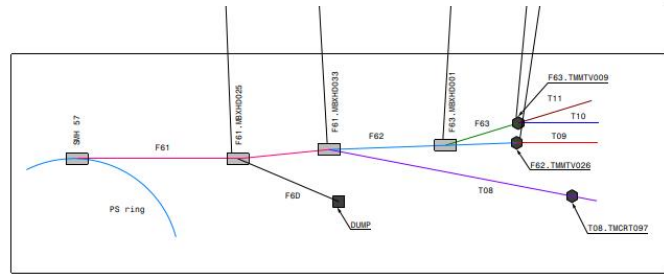 SMH 57
F61
F61.MBXHD025
F61.MBXHD033
F62
F63.MBXHD001
F63
F63.TMMTV009
T11
T10
T09
F62.TMMTV026
F6D
DUMP
T08
T08.TMCRT097
PS ring